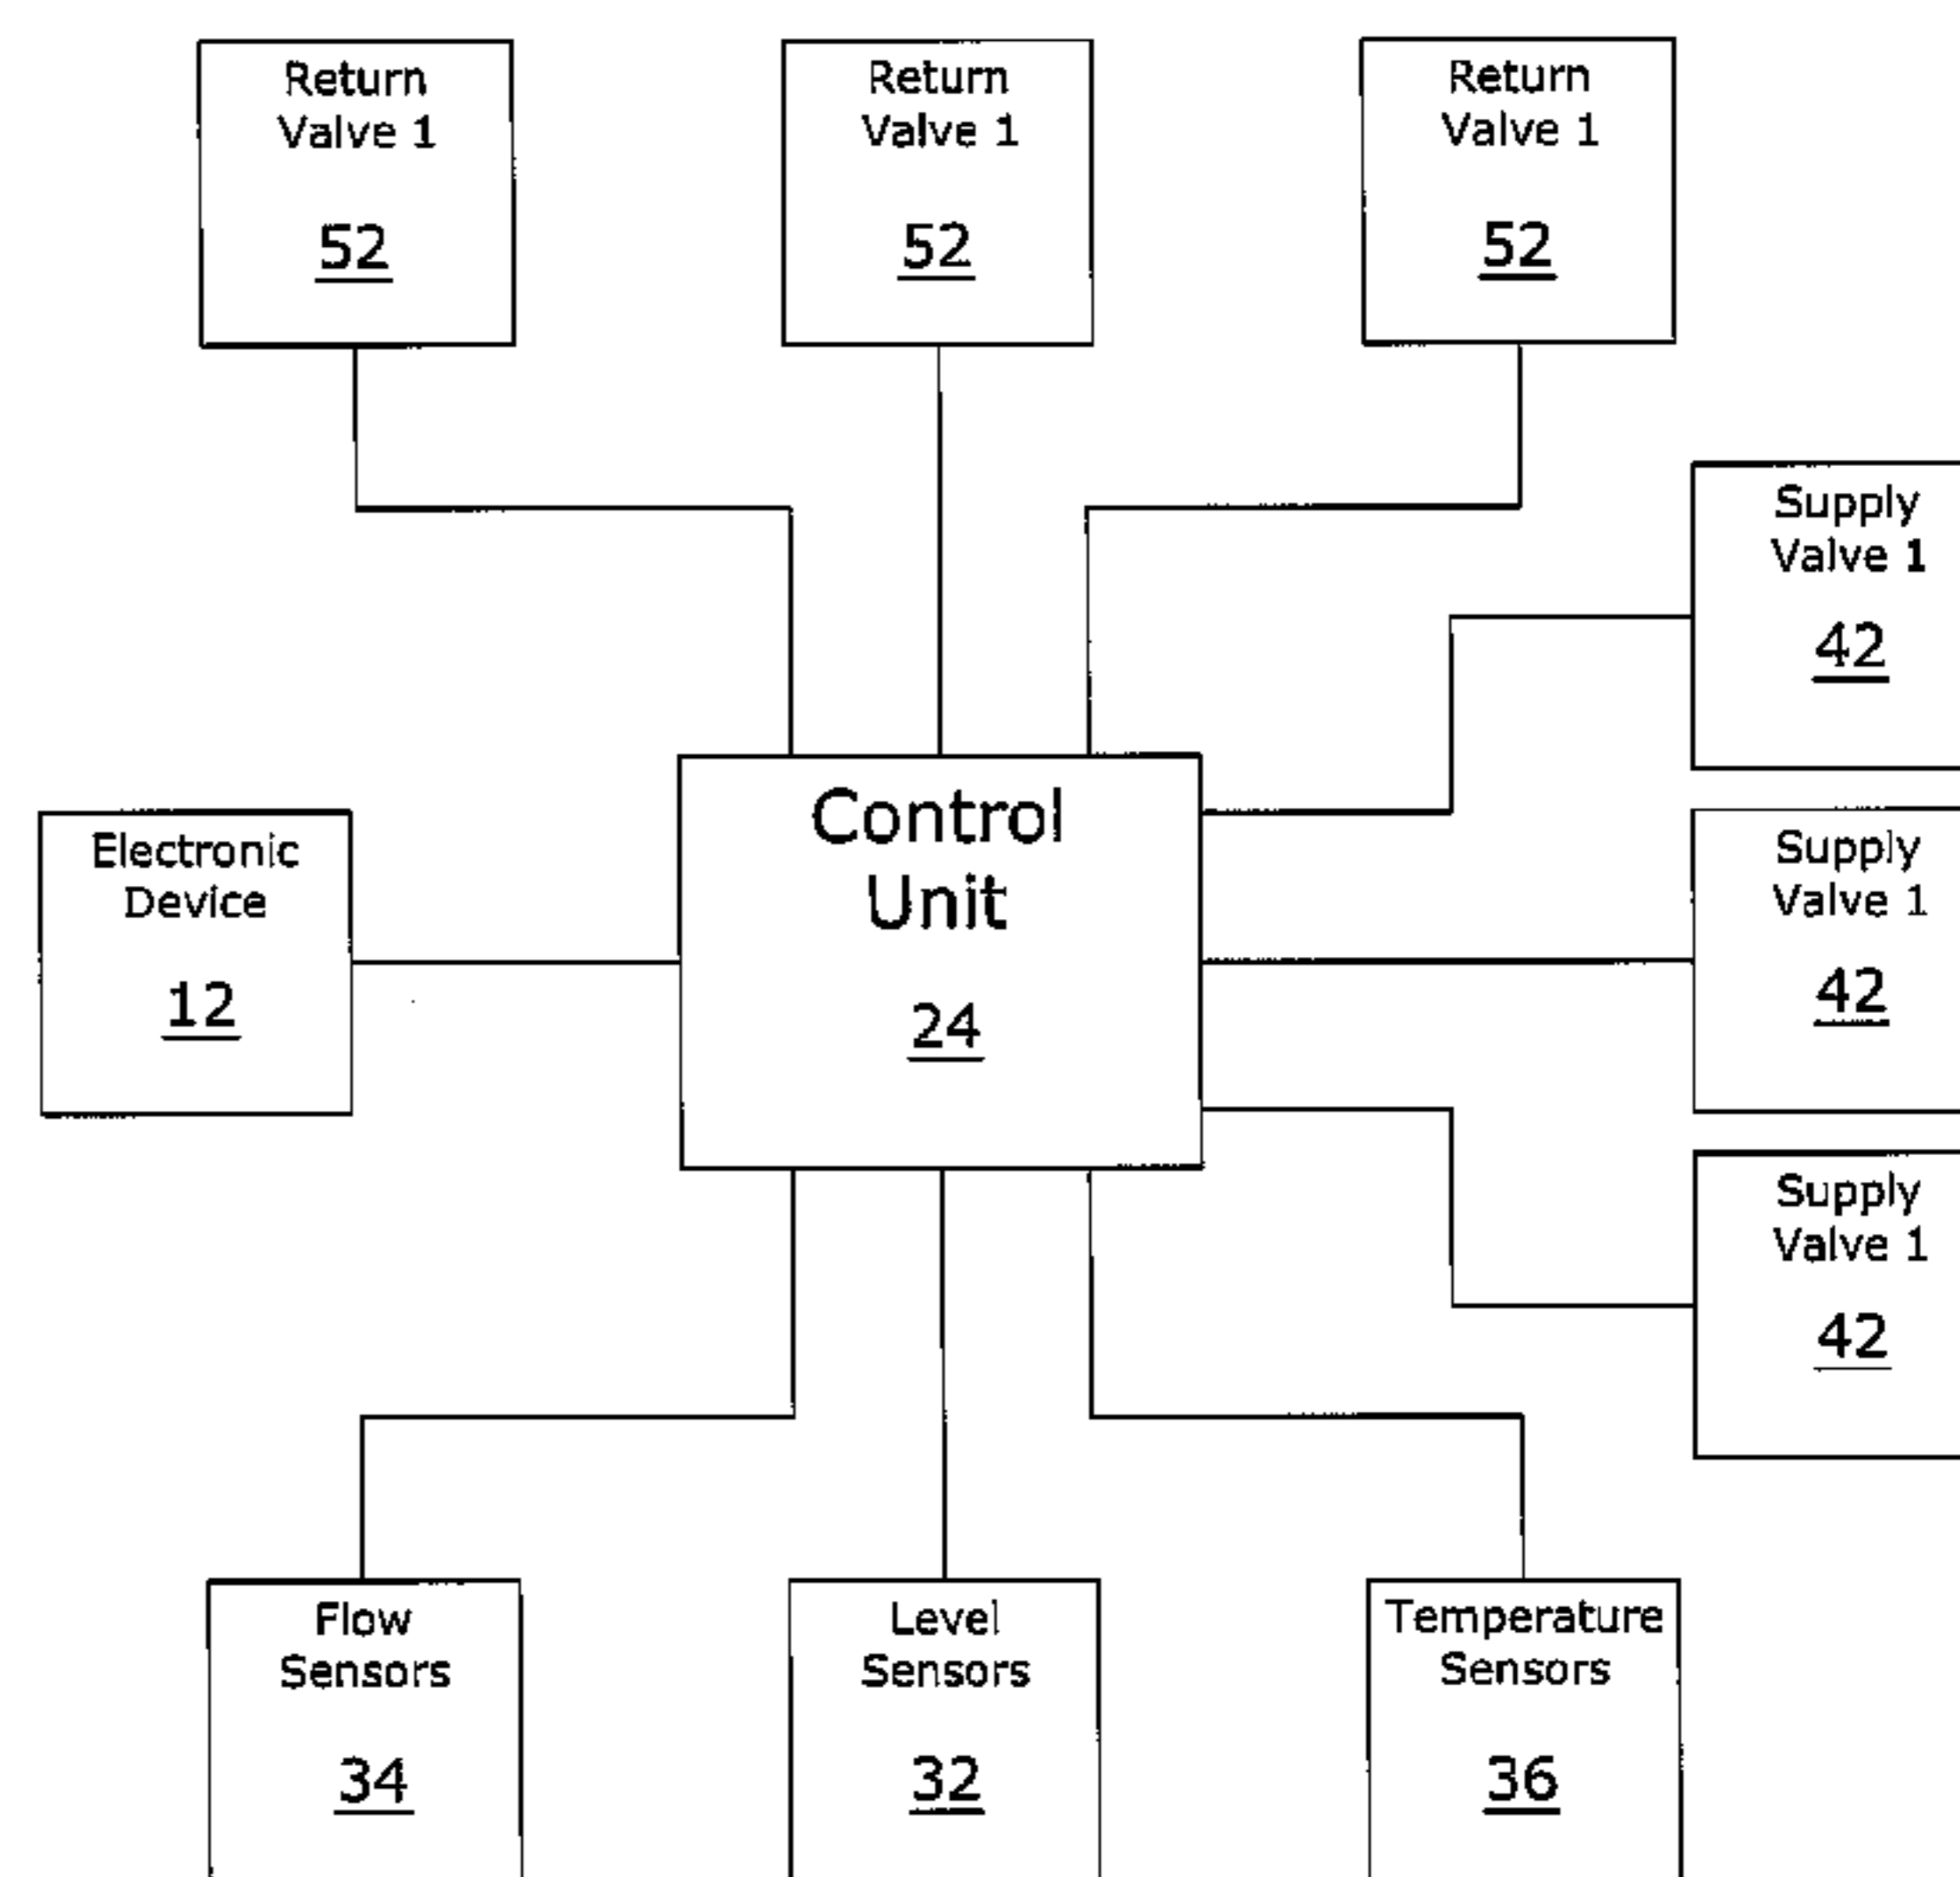 Return
Valve 1
52
Return
Valve 1
52
Return
Valve 1
52
Supply
Valve 1
42
Electronic
Device
12
Control
Unit
24
Supply
Valve 1
42
Supply
Valve 1
42
Flow
Sensors
34
Level
Sensors
32
Temperature
Sensors
36